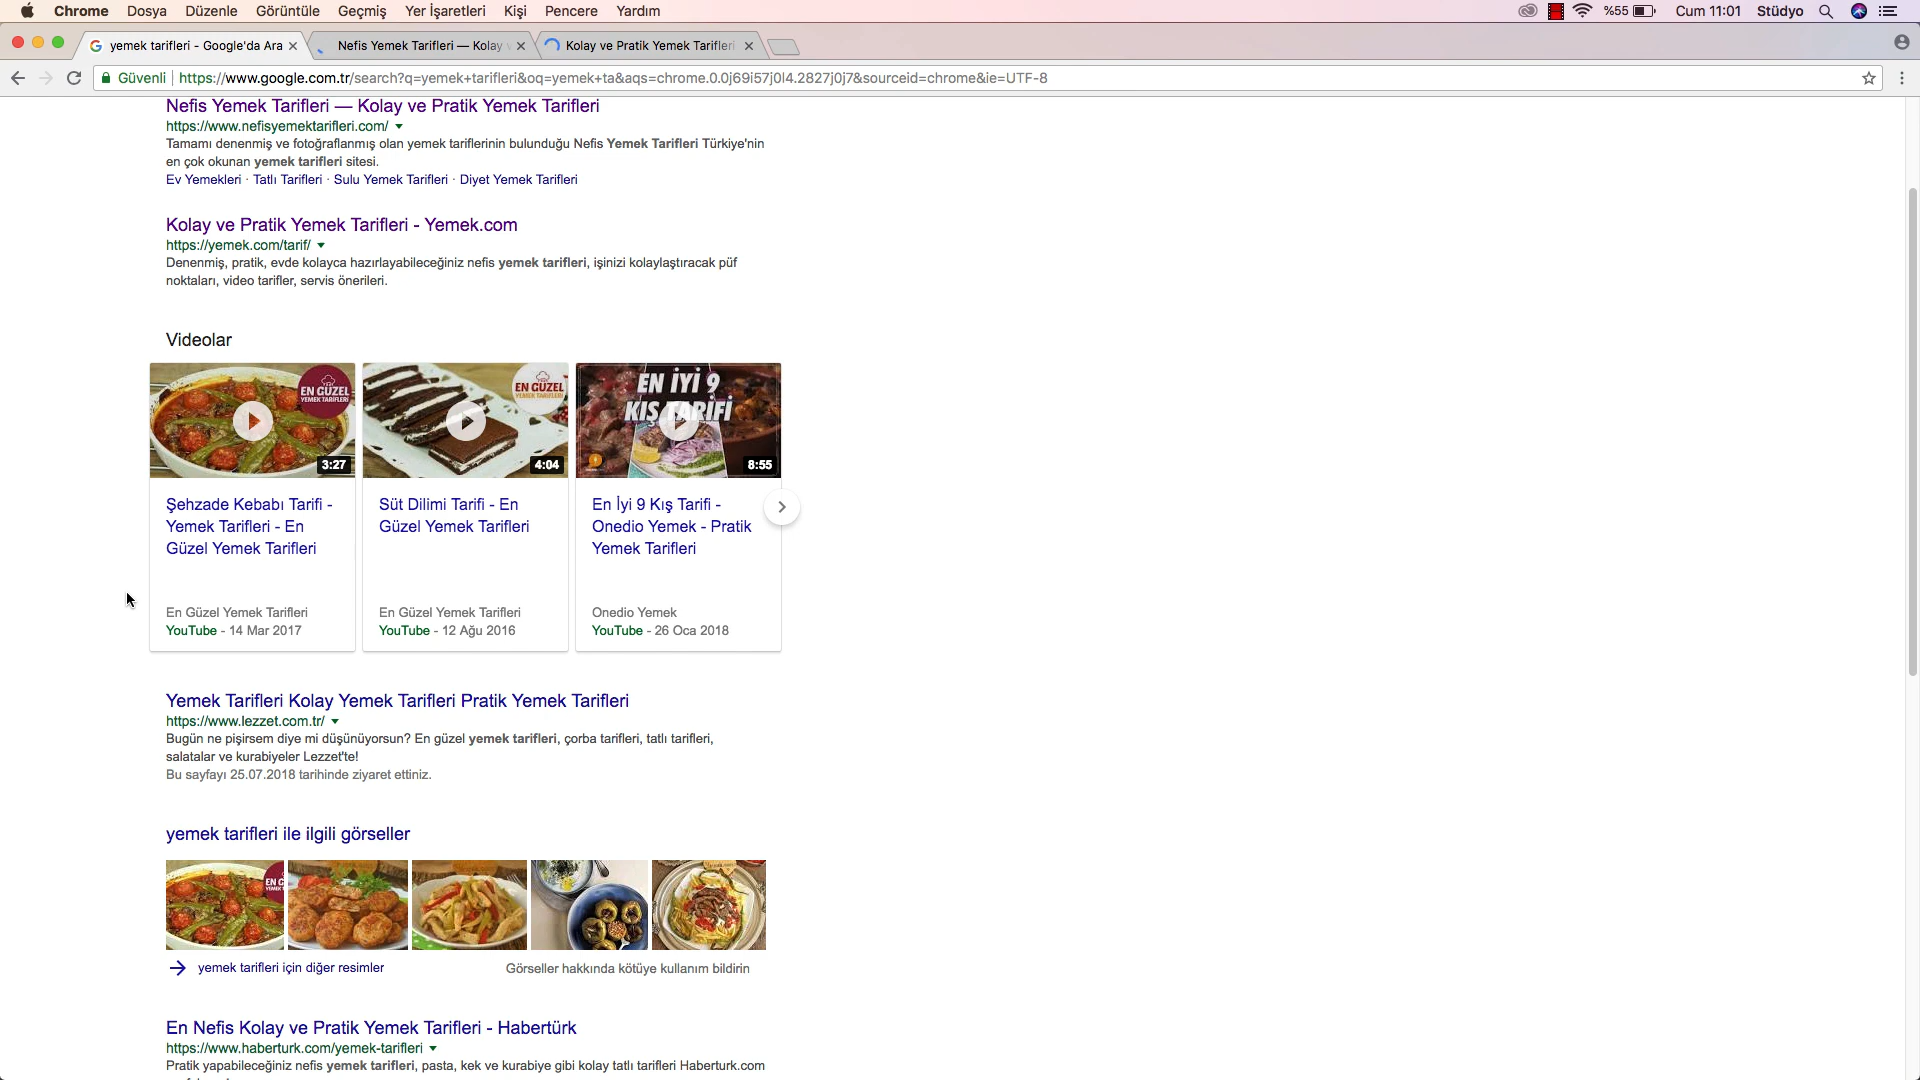 Chrome Dosya Düzenle Görüntüle Geçmiş Yer İşaretleri Kişi Pencere Yardım %55 Cum 11:01 Stüdyo
yemek tarifleri - Google'da Ara Nefis Yemek Tarifleri — Kolay v Kolay ve Pratik Yemek Tarifleri
Güvenli https://www.google.com.tr/search?q=yemek+tarifleri&oq=yemek+ta&aqs=chrome.0.0j69i57j0l4.2827j0j7&sourceid=chrome&ie=UTF-8
Nefis Yemek Tarifleri — Kolay ve Pratik Yemek Tarifleri
https://www.nefisyemektarifleri.com/
Tamamı denenmiş ve fotoğraflanmış olan yemek tariflerinin bulunduğu Nefis Yemek Tarifleri Türkiye'nin
en çok okunan yemek tarifleri sitesi.
Ev Yemekleri · Tatlı Tarifleri · Sulu Yemek Tarifleri · Diyet Yemek Tarifleri
Kolay ve Pratik Yemek Tarifleri - Yemek.com
https://yemek.com/tarif/
Denenmiş, pratik, evde kolayca hazırlayabileceğiniz nefis yemek tarifleri, işinizi kolaylaştıracak püf
noktaları, video tarifler, servis önerileri.
Videolar
EN GÜZEL
YEMEK TARİFLERİ
3:27
EN GÜZEL
YEMEK TARİFLERİ
4:04
EN İYİ 9
KIŞ TARİFİ
8:55
Şehzade Kebabı Tarifi -
Yemek Tarifleri - En
Güzel Yemek Tarifleri
En Güzel Yemek Tarifleri
YouTube - 14 Mar 2017
Süt Dilimi Tarifi - En
Güzel Yemek Tarifleri
En Güzel Yemek Tarifleri
YouTube - 12 Ağu 2016
En İyi 9 Kış Tarifi -
Onedio Yemek - Pratik
Yemek Tarifleri
Onedio Yemek
YouTube - 26 Oca 2018
Yemek Tarifleri Kolay Yemek Tarifleri Pratik Yemek Tarifleri
https://www.lezzet.com.tr/
Bugün ne pişirsem diye mi düşünüyorsun? En güzel yemek tarifleri, çorba tarifleri, tatlı tarifleri,
salatalar ve kurabiyeler Lezzet'te!
Bu sayfayı 25.07.2018 tarihinde ziyaret ettiniz.
yemek tarifleri ile ilgili görseller
yemek tarifleri için diğer resimler Görseller hakkında kötüye kullanım bildirin
En Nefis Kolay ve Pratik Yemek Tarifleri - Habertürk
https://www.haberturk.com/yemek-tarifleri
Pratik yapabileceğiniz nefis yemek tarifleri, pasta, kek ve kurabiye gibi kolay tatlı tarifleri Haberturk.com